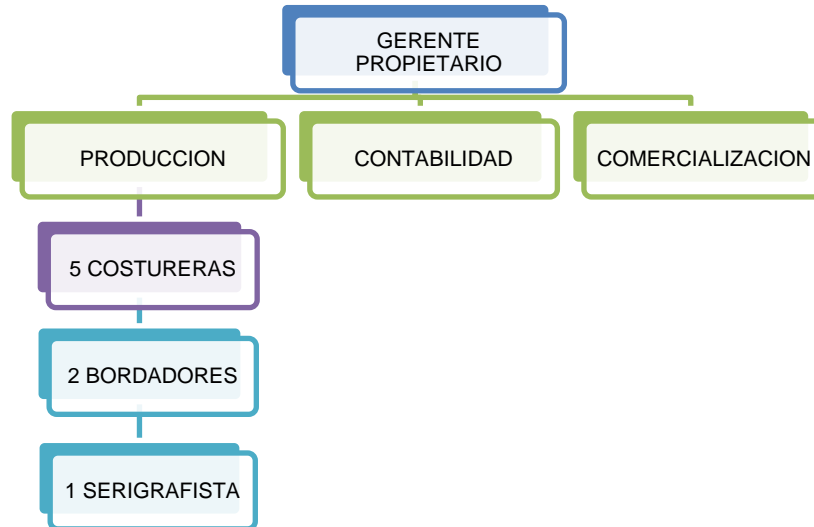 GERENTE
PROPIETARIO
PRODUCCION
CONTABILIDAD
COMERCIALIZACION
5 COSTURERAS
2 BORDADORES
1 SERIGRAFISTA